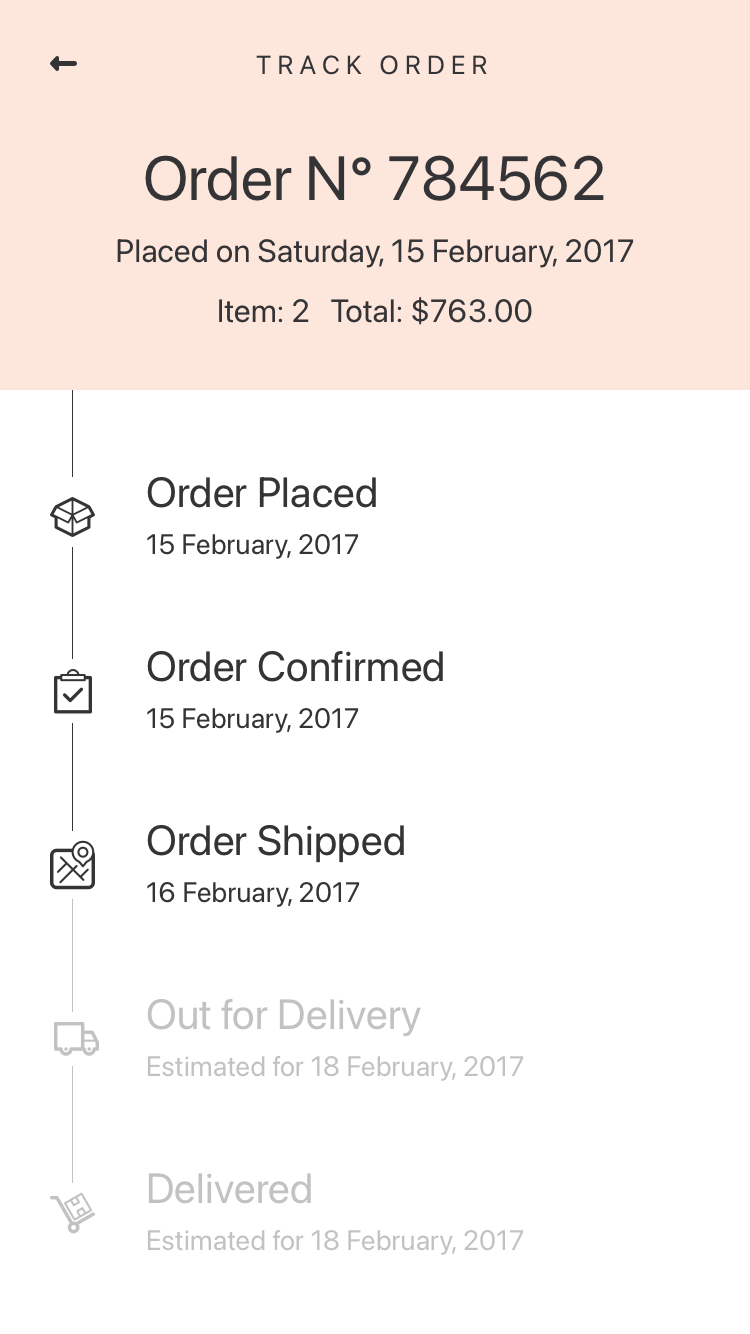 TRACK ORDER
Order N° 784562
Placed on Saturday, 15 February, 2017
Item: 2 Total: $763.00
Order Placed
15 February, 2017
Order Confirmed
15 February, 2017
Order Shipped
16 February, 2017
Out for Delivery
Estimated for 18 February, 2017
Delivered
Estimated for 18 February, 2017